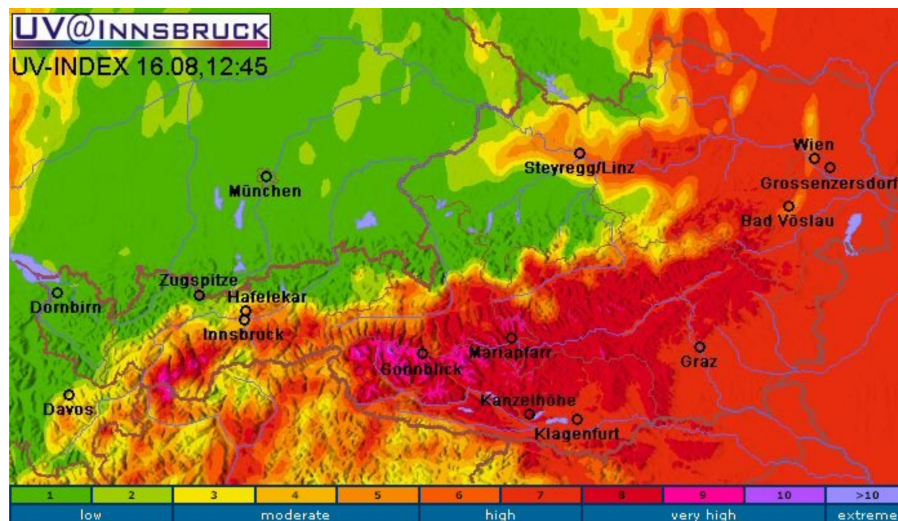 UV@INNSBRUCK
UV-INDEX 16.08,12:45
Wien
Steyregg/Linz
Grossenzersdorf
München
Bad Vöslau
Zugspitze
Dornbirn
Hafelekar
Innsbruck
Mariapfarr
Graz
Sonnblick
Davos
Kanzelhöhe
Klagenfurt
1 2 3 4 5 6 7 8 9 10 >10
low moderate high very high extreme